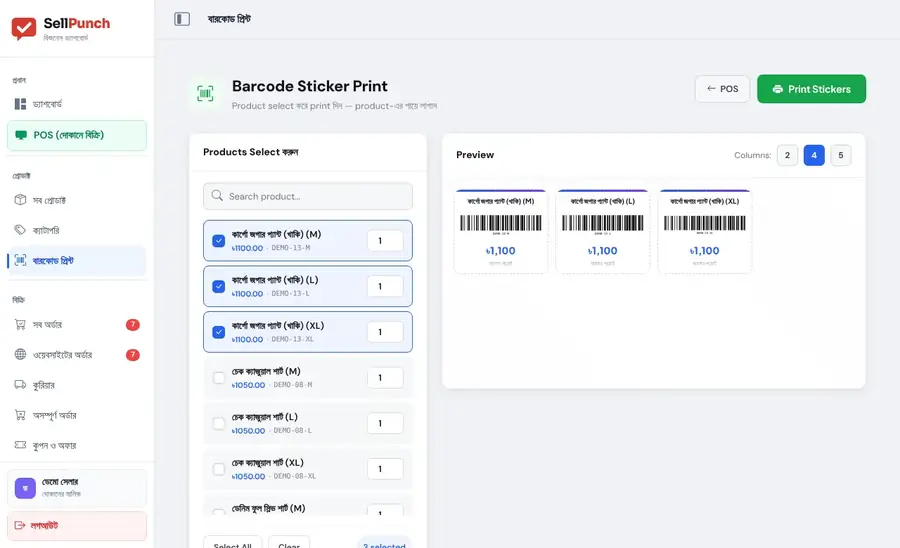 SellPunch
বিজনেস ড্যাশবোর্ড
বারকোড প্রিন্ট
প্রধান
ড্যাশবোর্ড
POS (দোকানে বিক্রি)
প্রোডাক্ট
সব প্রোডাক্ট
ক্যাটাগরি
বারকোড প্রিন্ট
বিক্রি
সব অর্ডার 7
ওয়েবসাইটের অর্ডার 7
কুরিয়ার
অসম্পূর্ণ অর্ডার
কুপন ও অফার
ডেমো সেলার
দোকানের মালিক
লগআউট
Barcode Sticker Print
Product select করে print দিন — product-এর গায়ে লাগান
← POS
Print Stickers
Products Select করুন
Search product...
কার্গো জগার প্যান্ট (খাকি) (M)
৳1100.00 · DEMO-13-M
1
কার্গো জগার প্যান্ট (খাকি) (L)
৳1100.00 · DEMO-13-L
1
কার্গো জগার প্যান্ট (খাকি) (XL)
৳1100.00 · DEMO-13-XL
1
চেক ক্যাজুয়াল শার্ট (M)
৳1050.00 · DEMO-08-M
1
চেক ক্যাজুয়াল শার্ট (L)
৳1050.00 · DEMO-08-L
1
চেক ক্যাজুয়াল শার্ট (XL)
৳1050.00 · DEMO-08-XL
1
ডেনিম ফুল স্লিভ শার্ট (M)
1
Select All
Clear
3 selected
Preview
Columns: 2 4 5
কার্গো জগার প্যান্ট (খাকি) (M)
৳1,100
কার্গো জগার প্যান্ট (খাকি) (L)
৳1,100
কার্গো জগার প্যান্ট (খাকি) (XL)
৳1,100